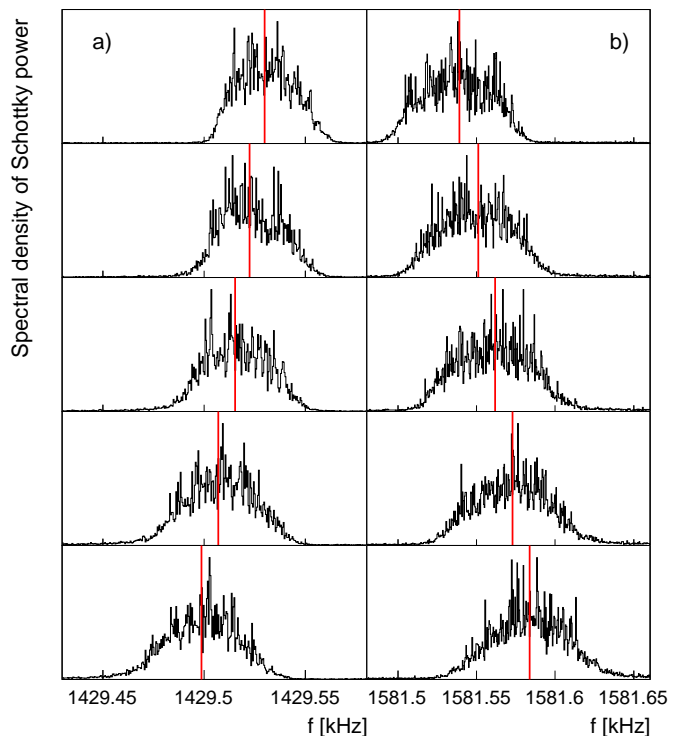 Spectral density of Schottky power
a)
b)
1429.45 1429.5 1429.55 1581.5 1581.55 1581.6 1581.65
f [kHz] f [kHz]